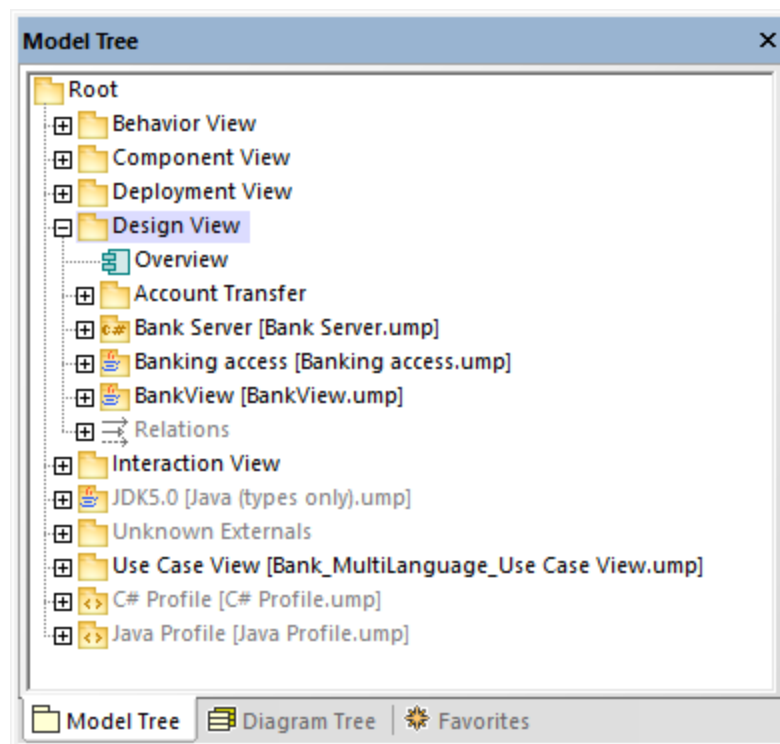 Model Tree
Root
Behavior View
Component View
Deployment View
Design View
Overview
Account Transfer
Bank Server [Bank Server.ump]
Banking access [Banking access.ump]
BankView [BankView.ump]
Relations
Interaction View
JDK5.0 [Java (types only).ump]
Unknown Externals
Use Case View [Bank_MultiLanguage_Use Case View.ump]
C# Profile [C# Profile.ump]
Java Profile [Java Profile.ump]
Model Tree Diagram Tree Favorites